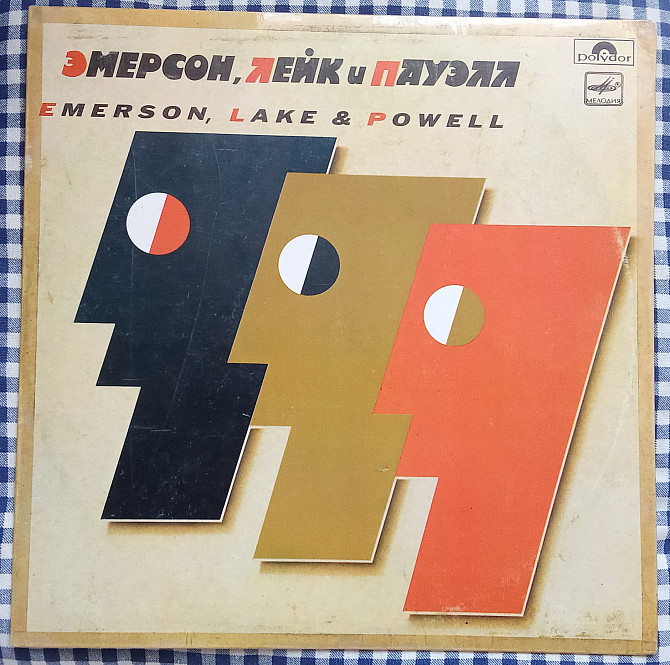 ЭМЕРСОН, ЛЕЙК и ПАУЭЛЛ
EMERSON, LAKE & POWELL
polydor
МЕЛОДИЯ